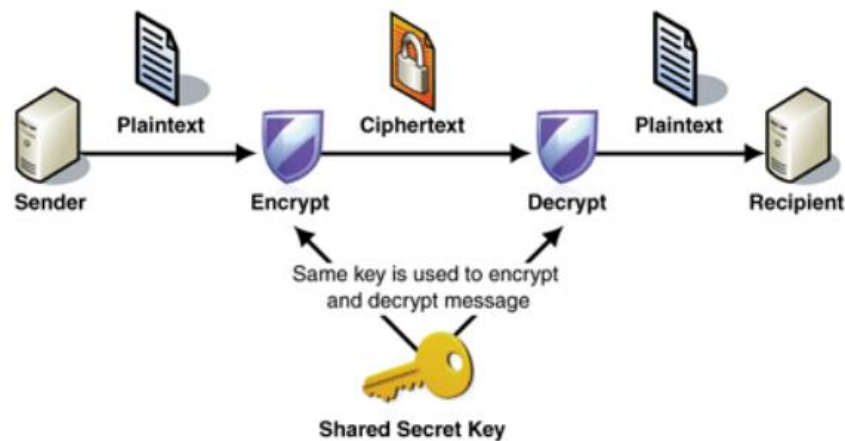 Plaintext
Ciphertext
Plaintext
Sender
Encrypt
Decrypt
Recipient
Same key is used to encrypt
and decrypt message
Shared Secret Key